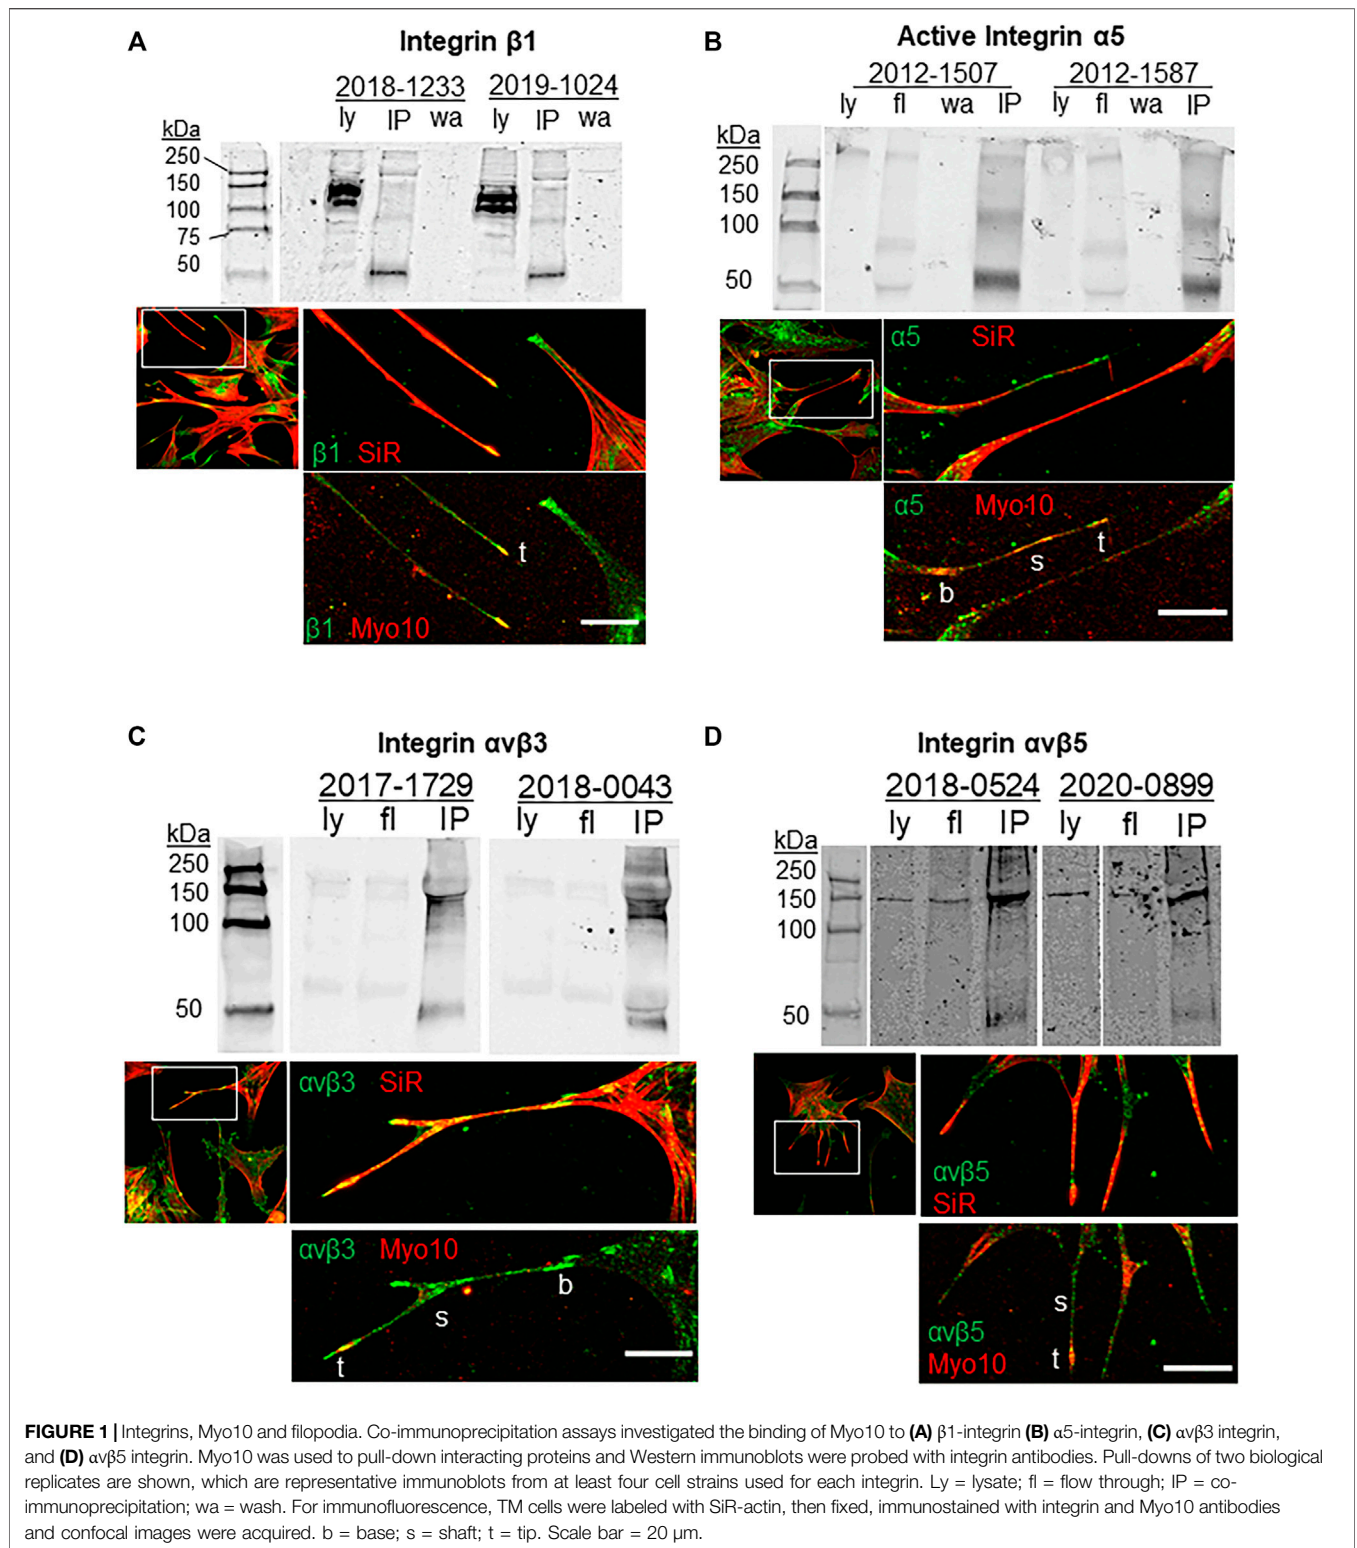 A
Integrin β1
2018-1233 2019-1024
ly IP wa ly IP wa
kDa
250
150
100
75
50
β1 SiR
t
β1 Myo10
B
Active Integrin α5
2012-1507 2012-1587
ly fl wa IP ly fl wa IP
kDa
250
150
100
50
α5 SiR
α5 Myo10
t
s
b
C
Integrin αvβ3
2017-1729 2018-0043
ly fl IP ly fl IP
kDa
250
150
100
50
αvβ3 SiR
αvβ3 Myo10
b
s
t
D
Integrin αvβ5
2018-0524 2020-0899
ly fl IP ly fl IP
kDa
250
150
100
50
αvβ5
SiR
s
αvβ5
t
Myo10
FIGURE 1 | Integrins, Myo10 and filopodia. Co-immunoprecipitation assays investigated the binding of Myo10 to (A) β1-integrin (B) α5-integrin, (C) αvβ3 integrin,
and (D) αvβ5 integrin. Myo10 was used to pull-down interacting proteins and Western immunoblots were probed with integrin antibodies. Pull-downs of two biological
replicates are shown, which are representative immunoblots from at least four cell strains used for each integrin. Ly = lysate; fl = flow through; IP = co-
immunoprecipitation; wa = wash. For immunofluorescence, TM cells were labeled with SiR-actin, then fixed, immunostained with integrin and Myo10 antibodies
and confocal images were acquired. b = base; s = shaft; t = tip. Scale bar = 20 μm.